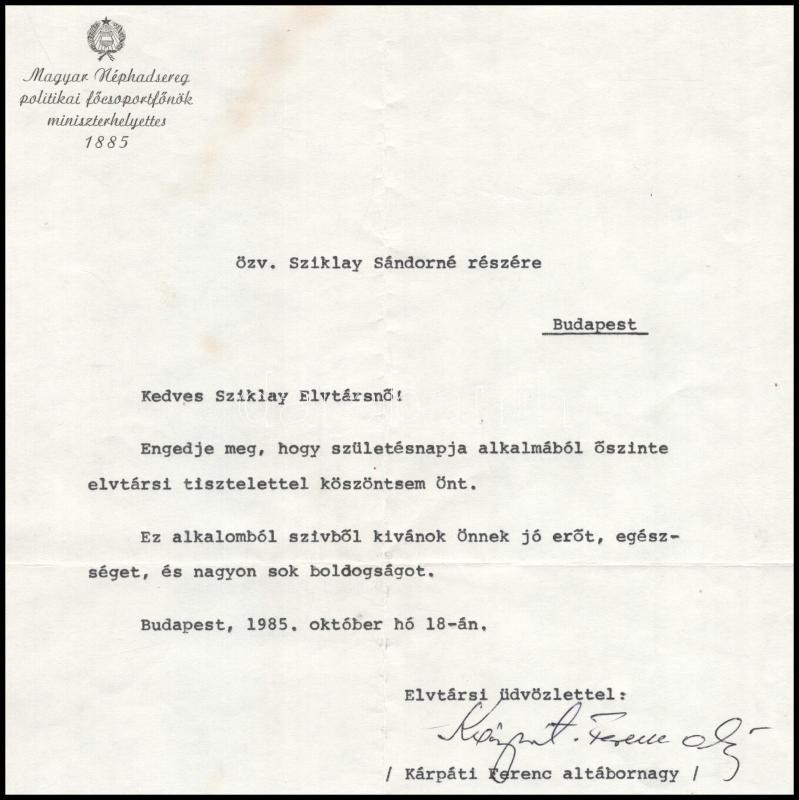 Magyar Néphadsereg
politikai főcsoportfőnök
miniszterhelyettes
1885
özv. Sziklay Sándorné részére
Budapest
Kedves Sziklay Elvtársnő!
Engedje meg, hogy születésnapja alkalmából őszinte
elvtársi tisztelettel köszöntsem Önt.
Ez alkalomból szivből kivánok Önnek jó erőt, egész-
séget, és nagyon sok boldogságot.
Budapest, 1985. október hó 18-án.
Elvtársi üdvözlettel:
Kárpáti Ferenc
/ Kárpáti Ferenc altábornagy /